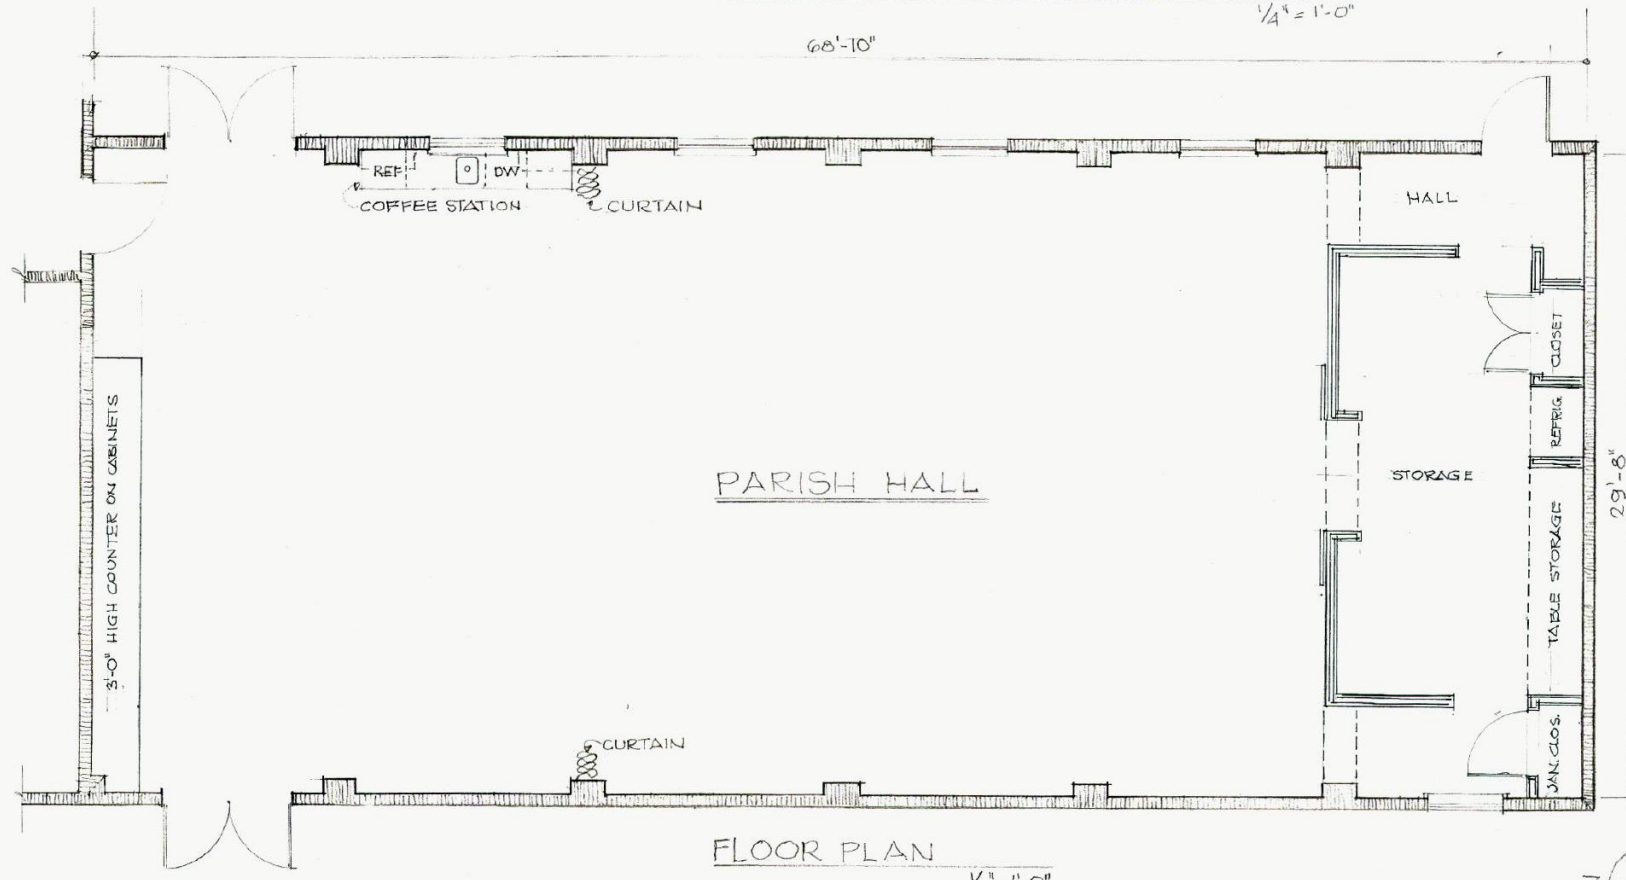 1/4" = 1'-0"
68'-10"
REF
DW
COFFEE STATION
CURTAIN
HALL
CLOSET
REFRIG
3'-0" HIGH COUNTER ON CABINETS
PARISH HALL
STORAGE
29'-8"
TABLE STORAGE
CURTAIN
JAN. CLOS.
FLOOR PLAN